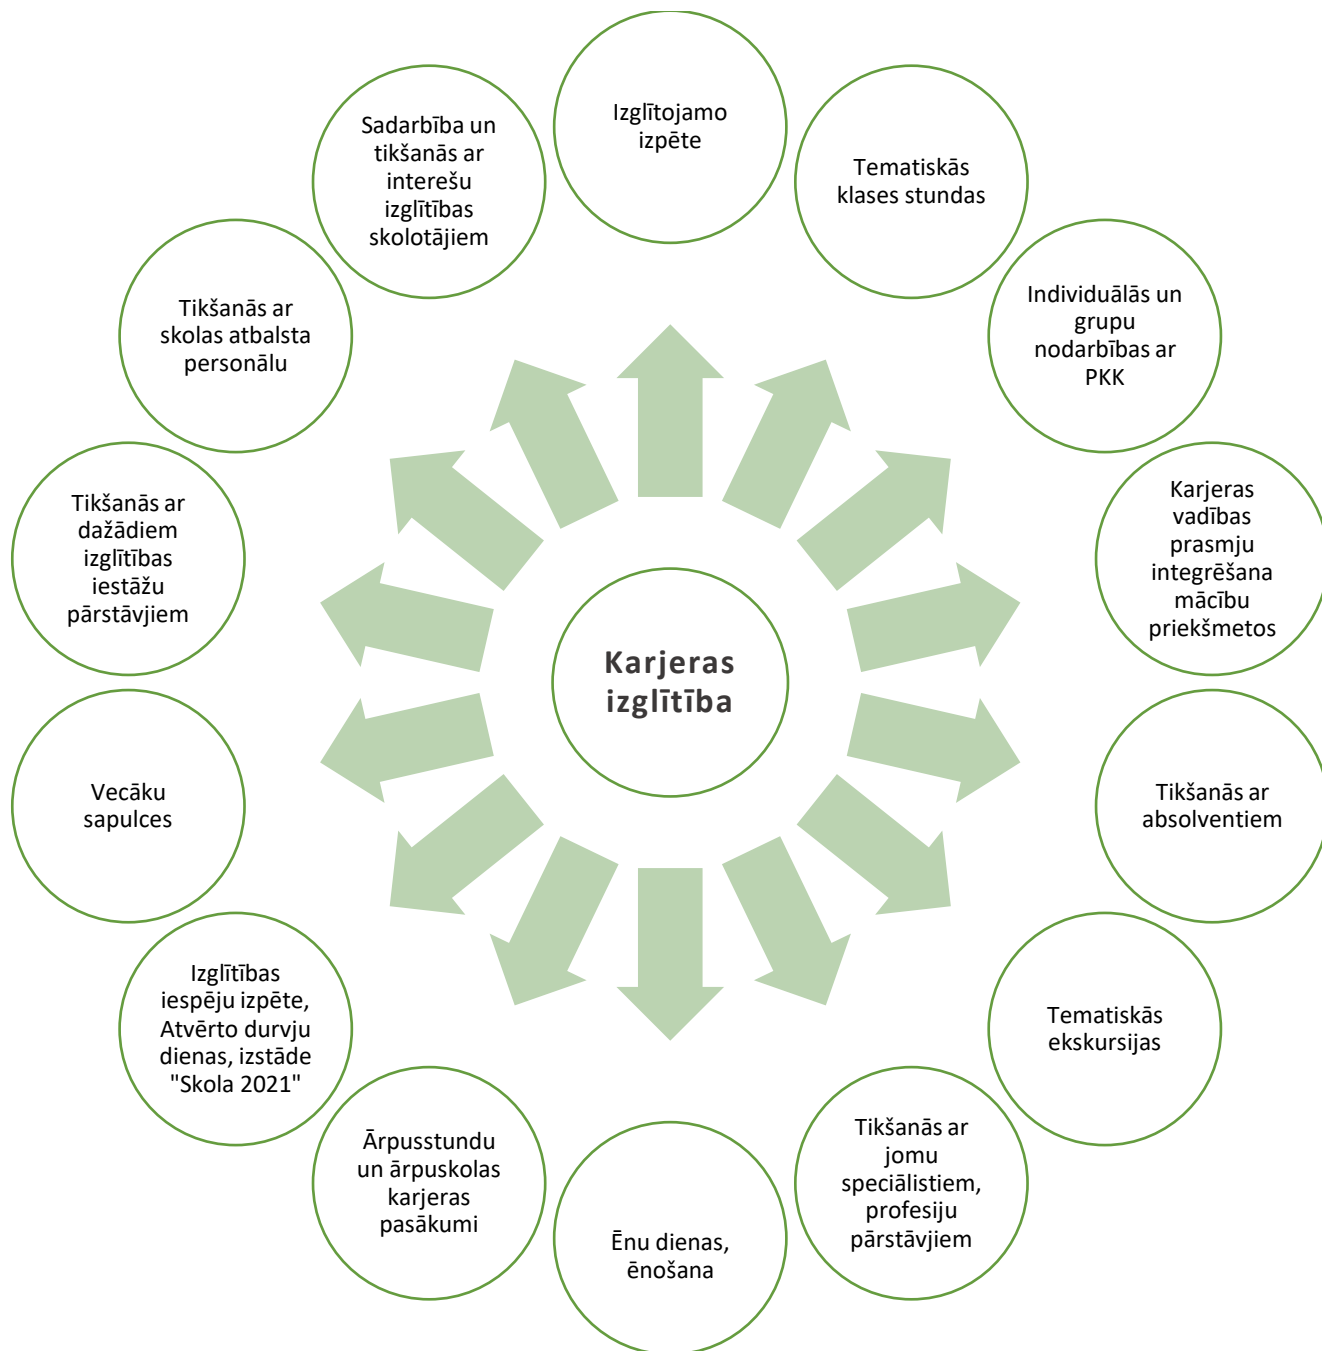 Karjeras
izglītība
Izglītojamo
izpēte
Tematiskās
klases stundas
Individuālās un
grupu
nodarbības ar
PKK
Karjeras
vadības
prasmju
integrēšana
mācību
priekšmetos
Tikšanās ar
absolventiem
Tematiskās
ekskursijas
Tikšanās ar
jomu
speciālistiem,
profesiju
pārstāvjiem
Ēnu dienas,
ēnošana
Ārpusstundu
un ārpuskolas
karjeras
pasākumi
Izglītības
iespēju izpēte,
Atvērto durvju
dienas, izstāde
"Skola 2021"
Vecāku
sapulces
Tikšanās ar
dažādiem
izglītības
iestāžu
pārstāvjiem
Tikšanās ar
skolas atbalsta
personālu
Sadarbība un
tikšanās ar
interešu
izglītības
skolotājiem